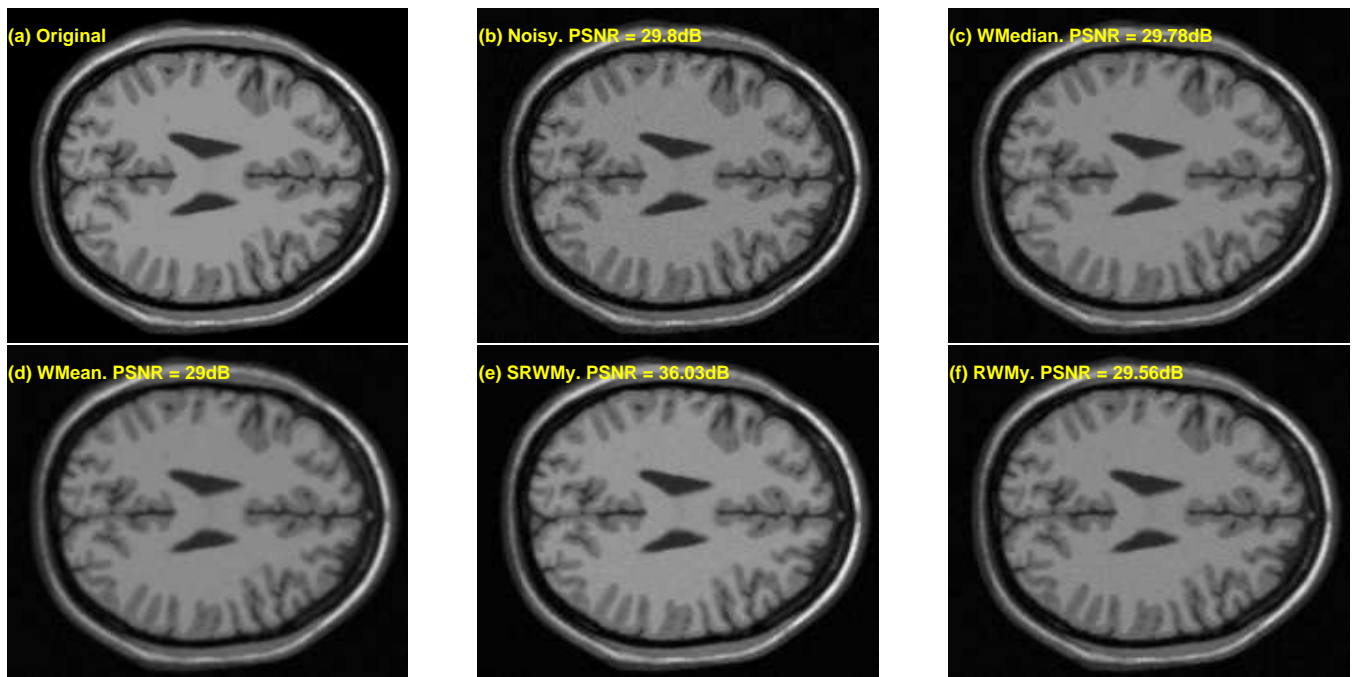 (a) Original
(b) Noisy. PSNR = 29.8dB
(c) WMedian. PSNR = 29.78dB
(d) WMean. PSNR = 29dB
(e) SRWMy. PSNR = 36.03dB
(f) RWMy. PSNR = 29.56dB